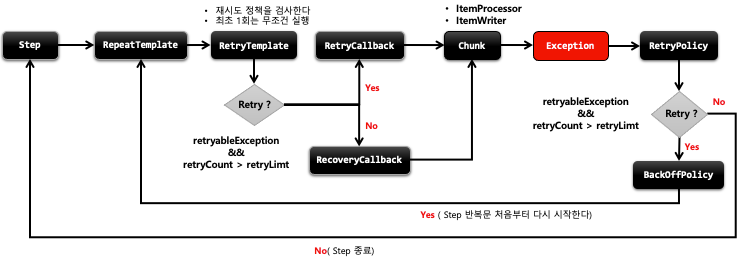 • 재시도 정책을 검사한다
• 최초 1회는 무조건 실행
• ItemProcessor
• ItemWriter
Step
RepeatTemplate
RetryTemplate
RetryCallback
Chunk
Exception
RetryPolicy
Retry ?
Yes
No
retryableException
&&
retryCount > retryLimt
RecoveryCallback
retryableException
&&
retryCount > retryLimt
Retry ?
No
Yes
BackOffPolicy
Yes ( Step 반복문 처음부터 다시 시작한다)
No( Step 종료)